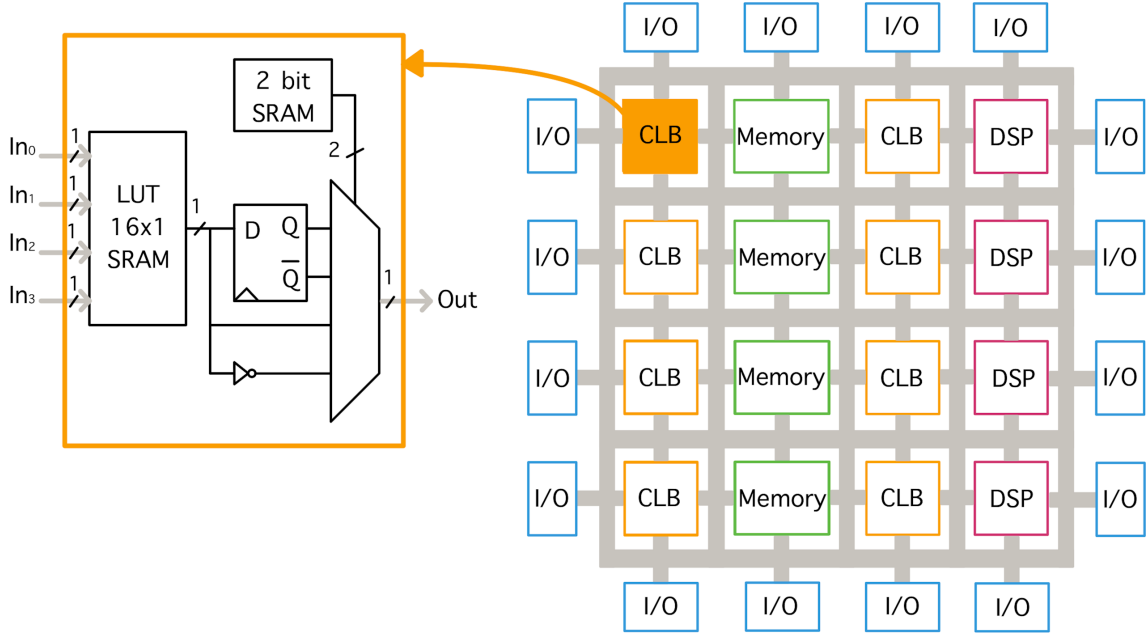 I/O I/O I/O I/O
2 bit
SRAM
I/O CLB Memory CLB DSP I/O
2
In₀ 1
In₁ 1
In₂ 1
In₃ 1
LUT
16x1
SRAM
1
D Q
Q̅
1
Out
I/O CLB Memory CLB DSP I/O
I/O CLB Memory CLB DSP I/O
I/O CLB Memory CLB DSP I/O
I/O I/O I/O I/O